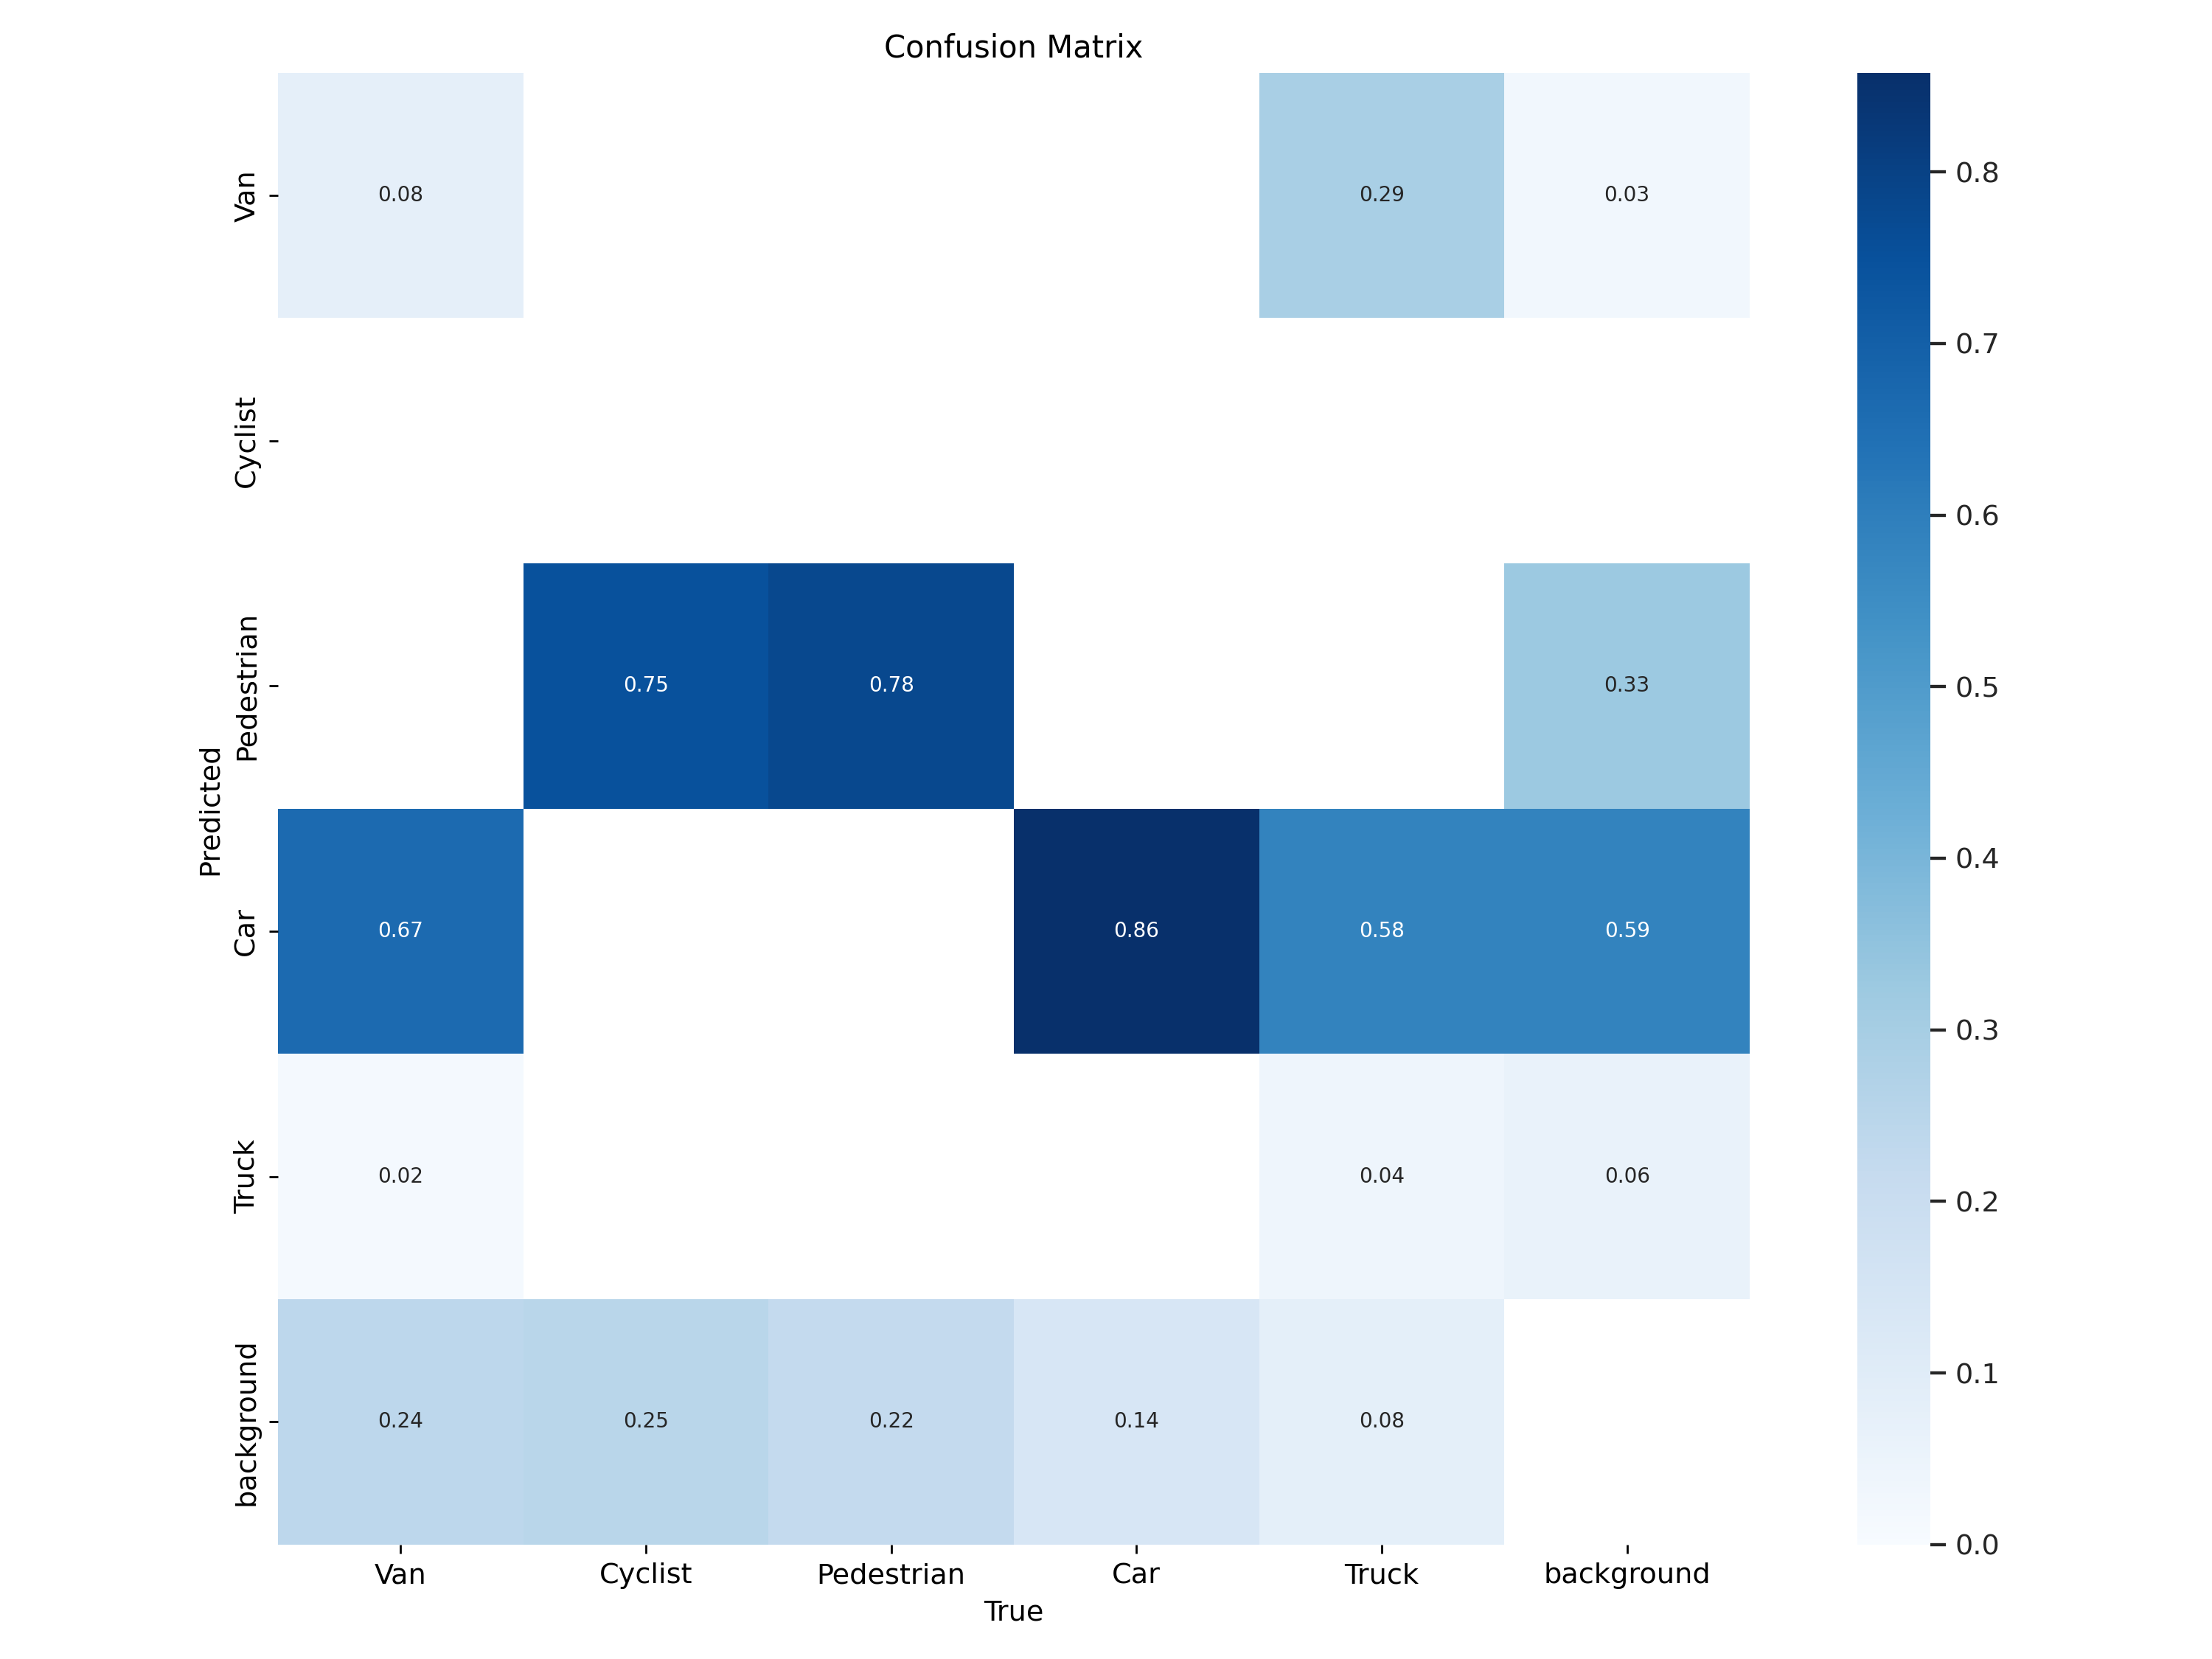 Confusion Matrix
Van
0.08
0.29
0.03
Cyclist
Pedestrian
0.75
0.78
0.33
Predicted
Car
0.67
0.86
0.58
0.59
Truck
0.02
0.04
0.06
background
0.24
0.25
0.22
0.14
0.08
Van
Cyclist
Pedestrian
Car
Truck
background
True
0.8
0.7
0.6
0.5
0.4
0.3
0.2
0.1
0.0